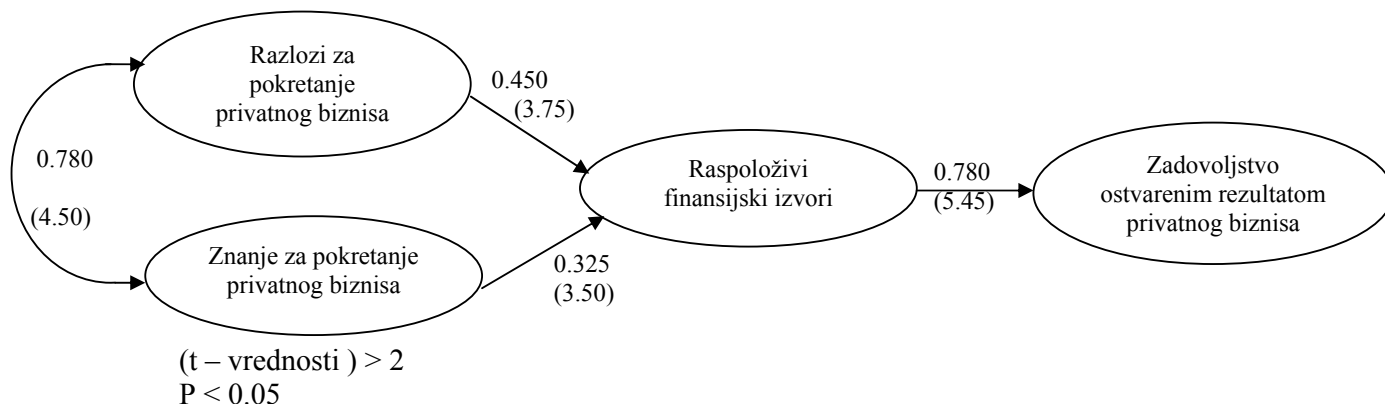 Razlozi za
pokretanje
privatnog biznisa
0.450
(3.75)
0.780
(4.50)
Raspoloživi
finansijski izvori
0.780
(5.45)
Zadovoljstvo
ostvarenim rezultatom
privatnog biznisa
Znanje za pokretanje
privatnog biznisa
0.325
(3.50)
(t – vrednosti ) > 2
P < 0.05